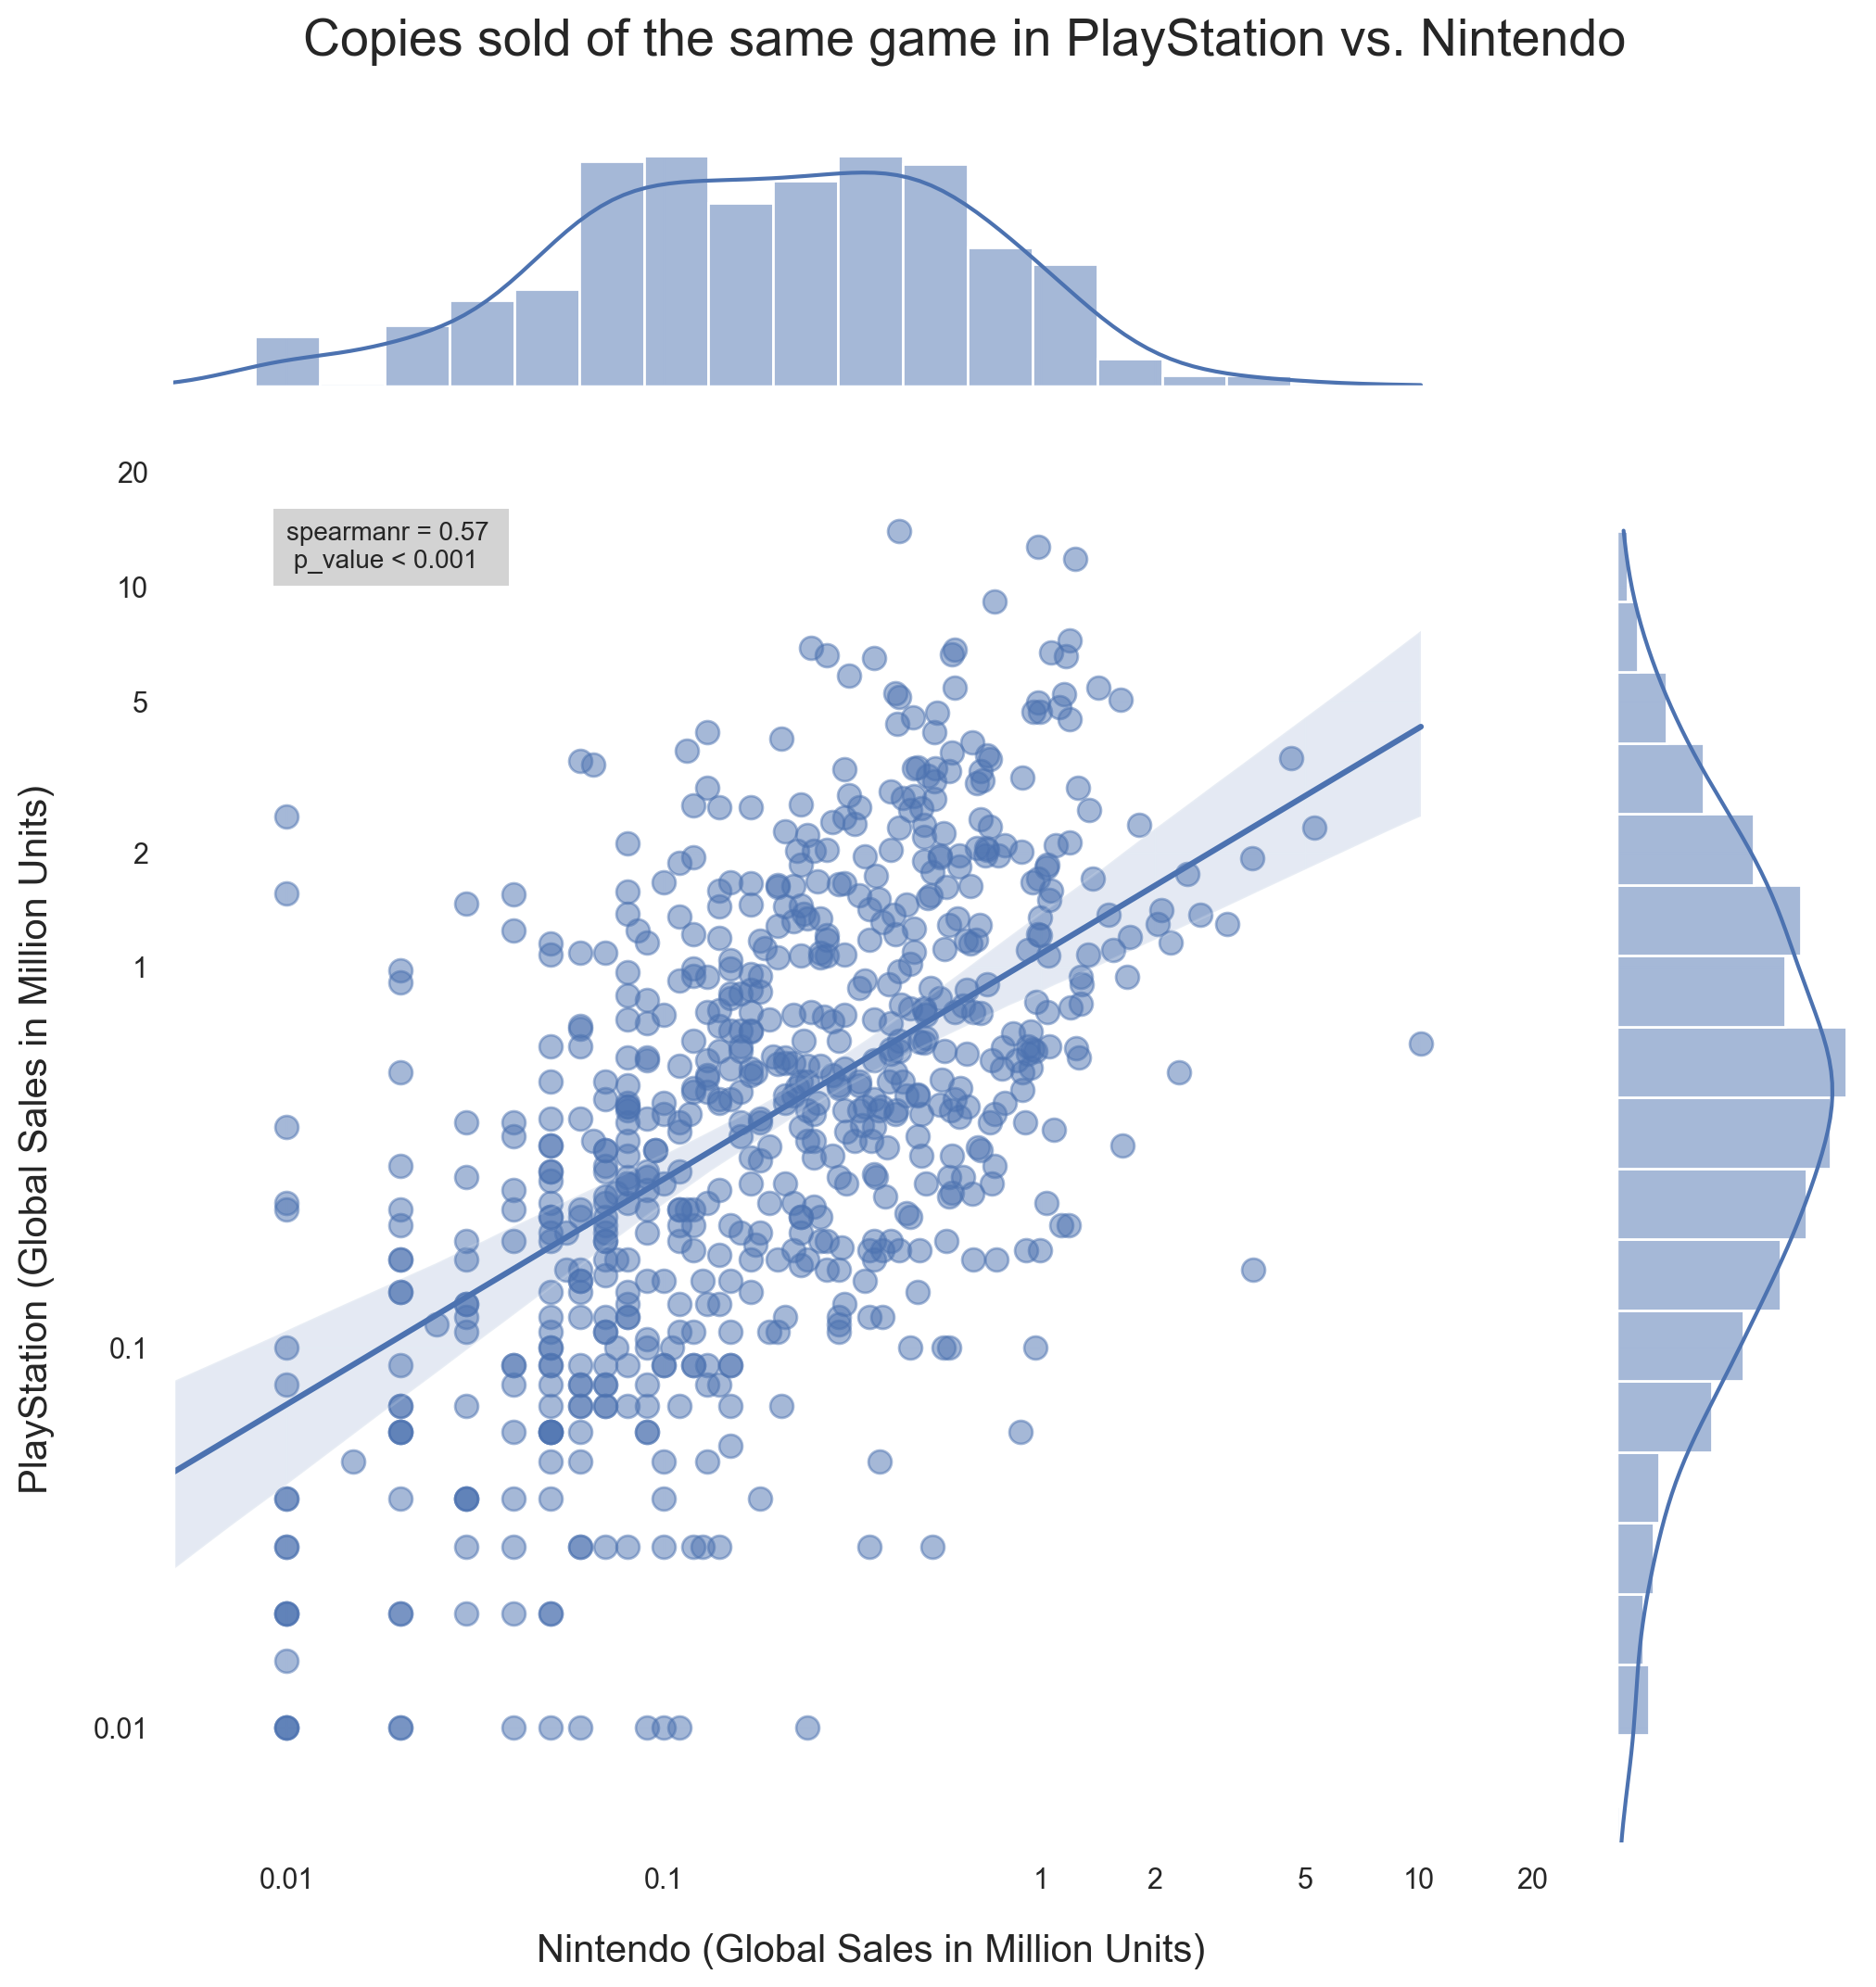 Copies sold of the same game in PlayStation vs. Nintendo
20
spearmanr = 0.57
p_value < 0.001
10
5
2
1
0.1
0.01
PlayStation (Global Sales in Million Units)
0.01 0.1 1 2 5 10 20
Nintendo (Global Sales in Million Units)